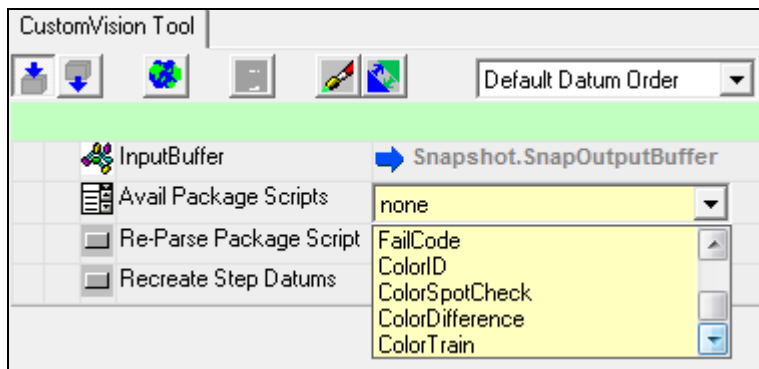 CustomVision Tool
Default Datum Order
InputBuffer Snapshot.SnapOutputBuffer
Avail Package Scripts none
Re-Parse Package Script FailCode
ColorID
Recreate Step Datums ColorSpotCheck
ColorDifference
ColorTrain